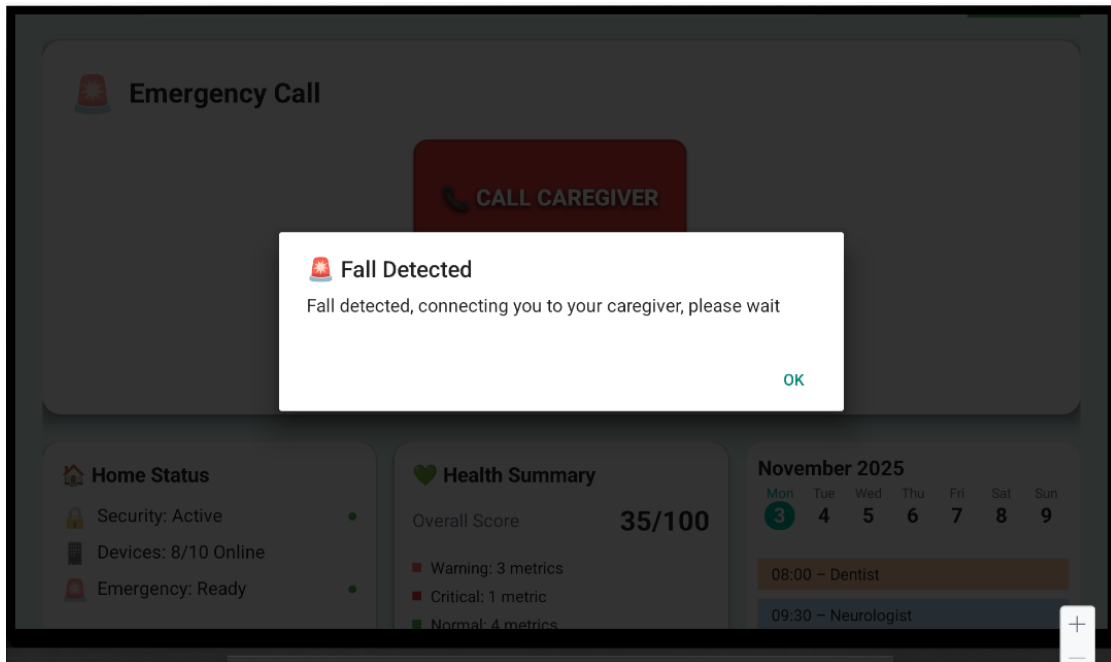 Emergency Call
CALL CAREGIVER
Fall Detected
Fall detected, connecting you to your caregiver, please wait
OK
Home Status
Security: Active
Devices: 8/10 Online
Emergency: Ready
Health Summary
Overall Score 35/100
Warning: 3 metrics
Critical: 1 metric
Normal: 4 metrics
November 2025
Mon Tue Wed Thu Fri Sat Sun
3 4 5 6 7 8 9
08:00 – Dentist
09:30 – Neurologist